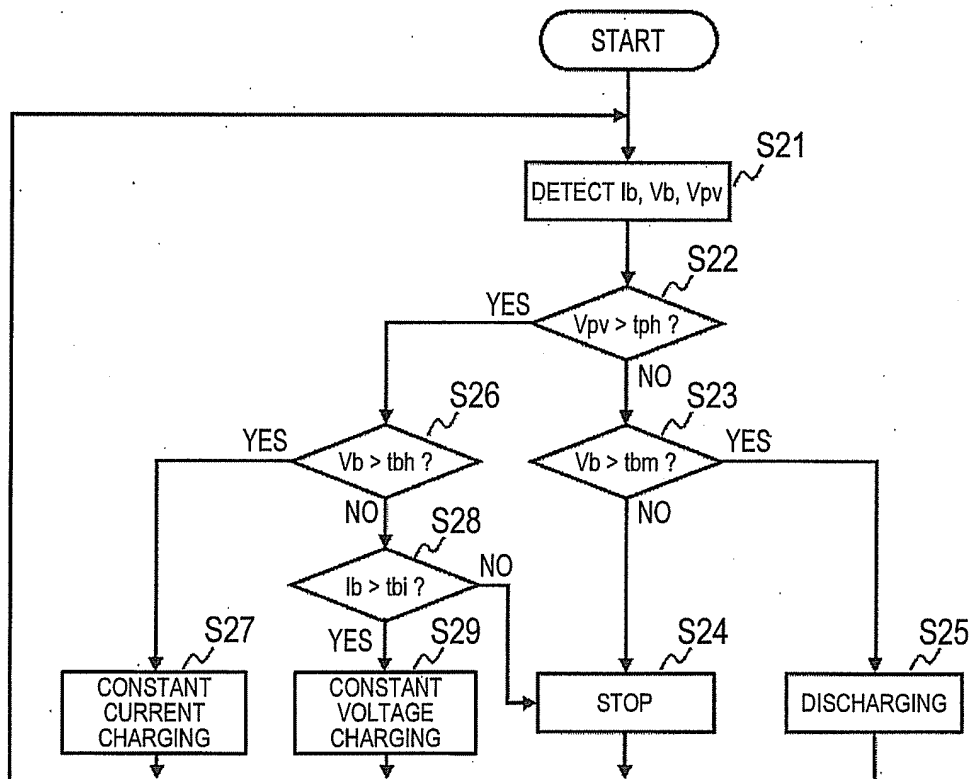 START
S21
DETECT Ib, Vb, Vpv
S22
YES
Vpv > tph ?
NO
S26
S23
YES
Vb > tbh ?
Vb > tbm ?
YES
NO
NO
S28
Ib > tbi ?
NO
YES
S27
S29
S24
S25
CONSTANT
CURRENT
CHARGING
CONSTANT
VOLTAGE
CHARGING
STOP
DISCHARGING